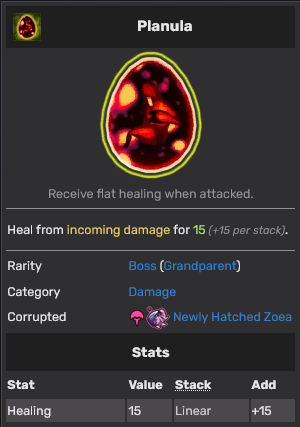 Planula
Receive flat healing when attacked.
Heal from incoming damage for 15 (+15 per stack).
Rarity Boss (Grandparent)
Category Damage
Corrupted Newly Hatched Zoea
Stats
Stat Value Stack Add
Healing 15 Linear +15